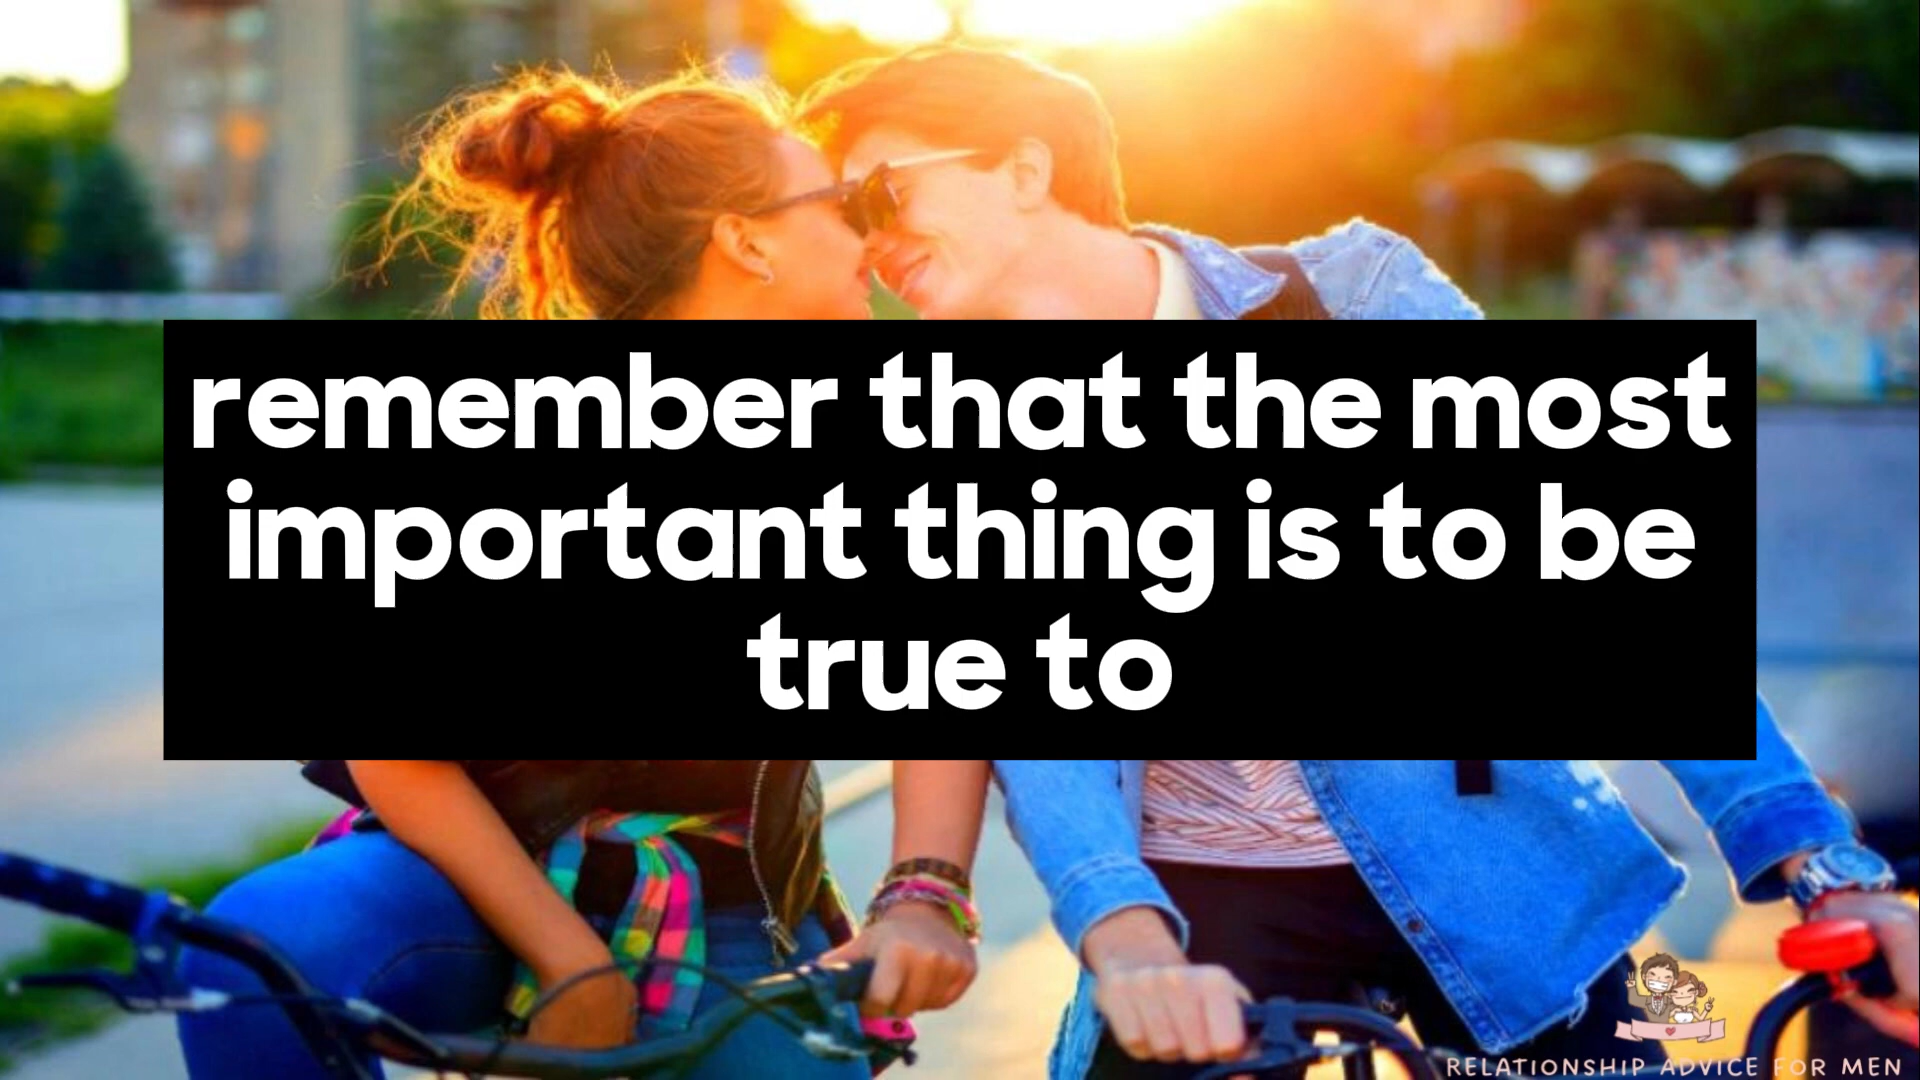 remember that the most
important thing is to be
true to
RELATIONSHIP ADVICE FOR MEN